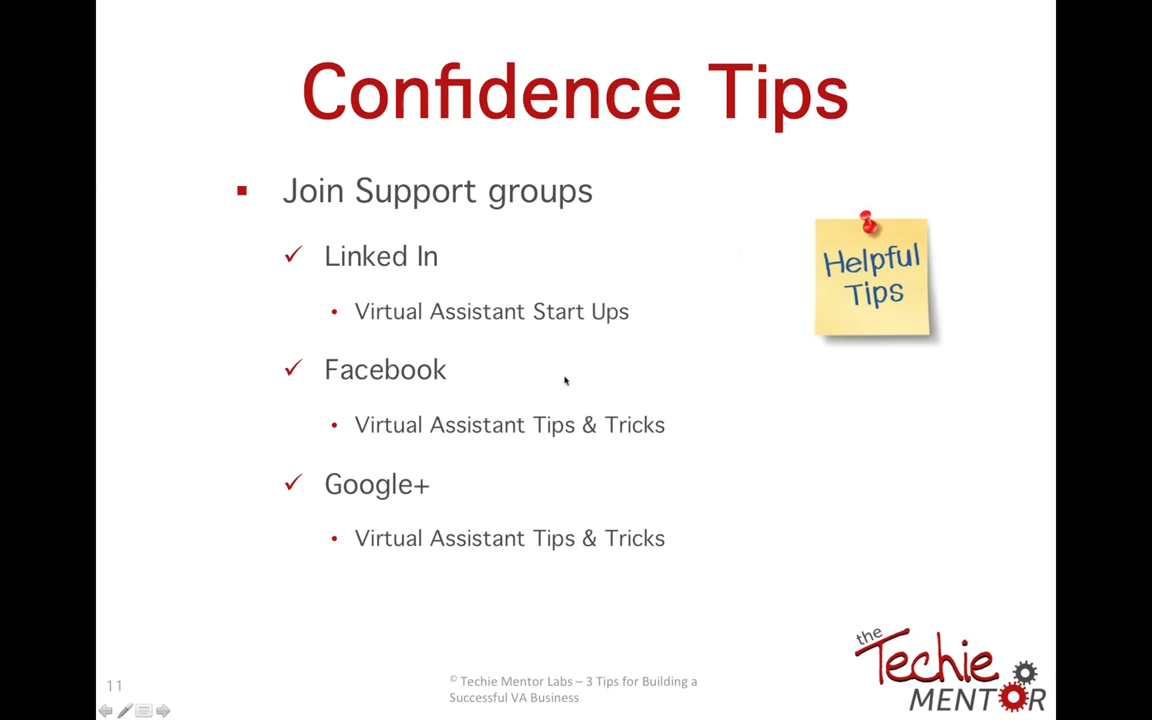 Confidence Tips
Join Support groups
Linked In
Virtual Assistant Start Ups
Helpful
Tips
Facebook
Virtual Assistant Tips & Tricks
Google+
Virtual Assistant Tips & Tricks
the
Techie
MENTOR
11
© Techie Mentor Labs – 3 Tips for Building a
Successful VA Business